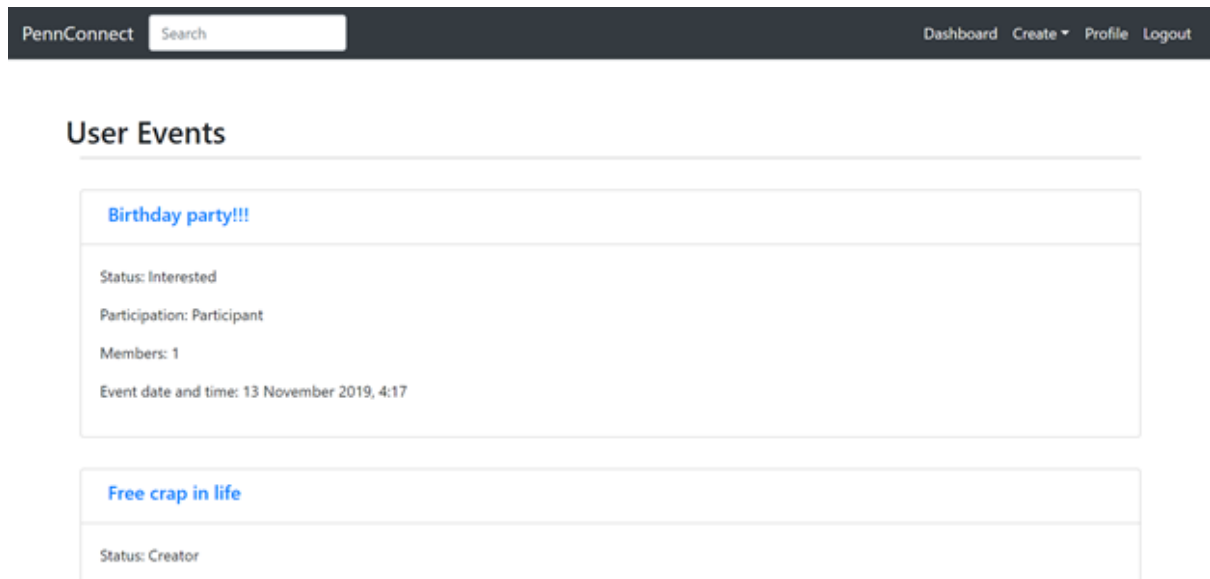 PennConnect Search Dashboard Create Profile Logout
User Events
Birthday party!!!
Status: Interested
Participation: Participant
Members: 1
Event date and time: 13 November 2019, 4:17
Free crap in life
Status: Creator